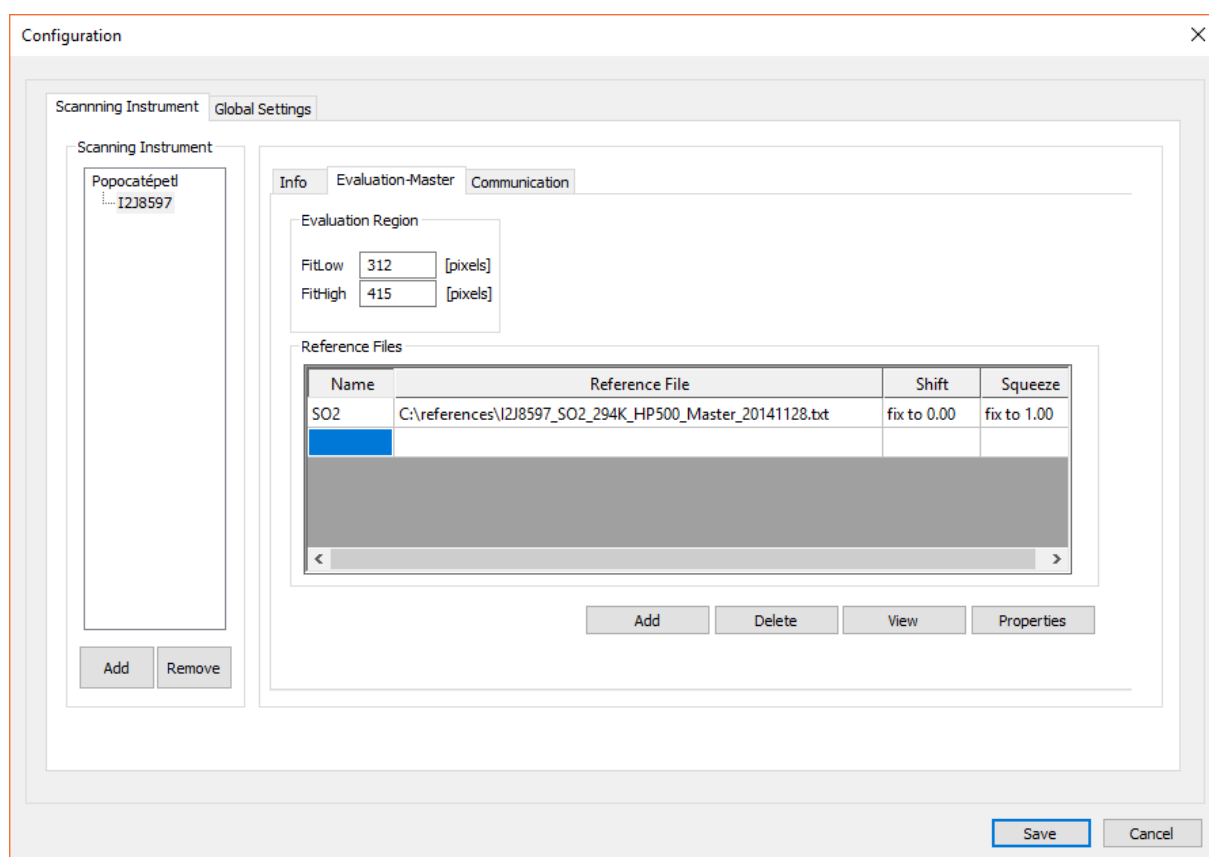 Configuration
Scannning Instrument Global Settings
Scanning Instrument
Popocatépetl
I2J8597
Add Remove
Info Evaluation-Master Communication
Evaluation Region
FitLow 312 [pixels]
FitHigh 415 [pixels]
Reference Files
Name Reference File Shift Squeeze
SO2 C:\references\I2J8597_SO2_294K_HP500_Master_20141128.txt fix to 0.00 fix to 1.00
Add Delete View Properties
Save Cancel